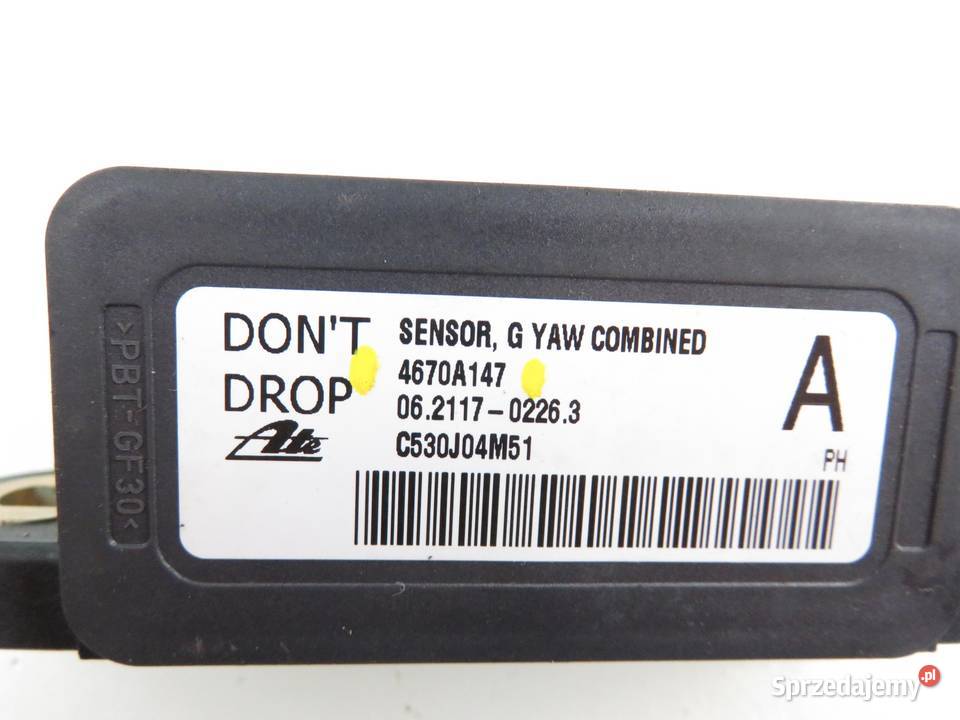 DON'T
DROP
Ate
SENSOR, G YAW COMBINED
4670A147
06.2117-0226.3
C530J04M51
A
PH
>PBT-GF30<
Sprzedajemy.pl